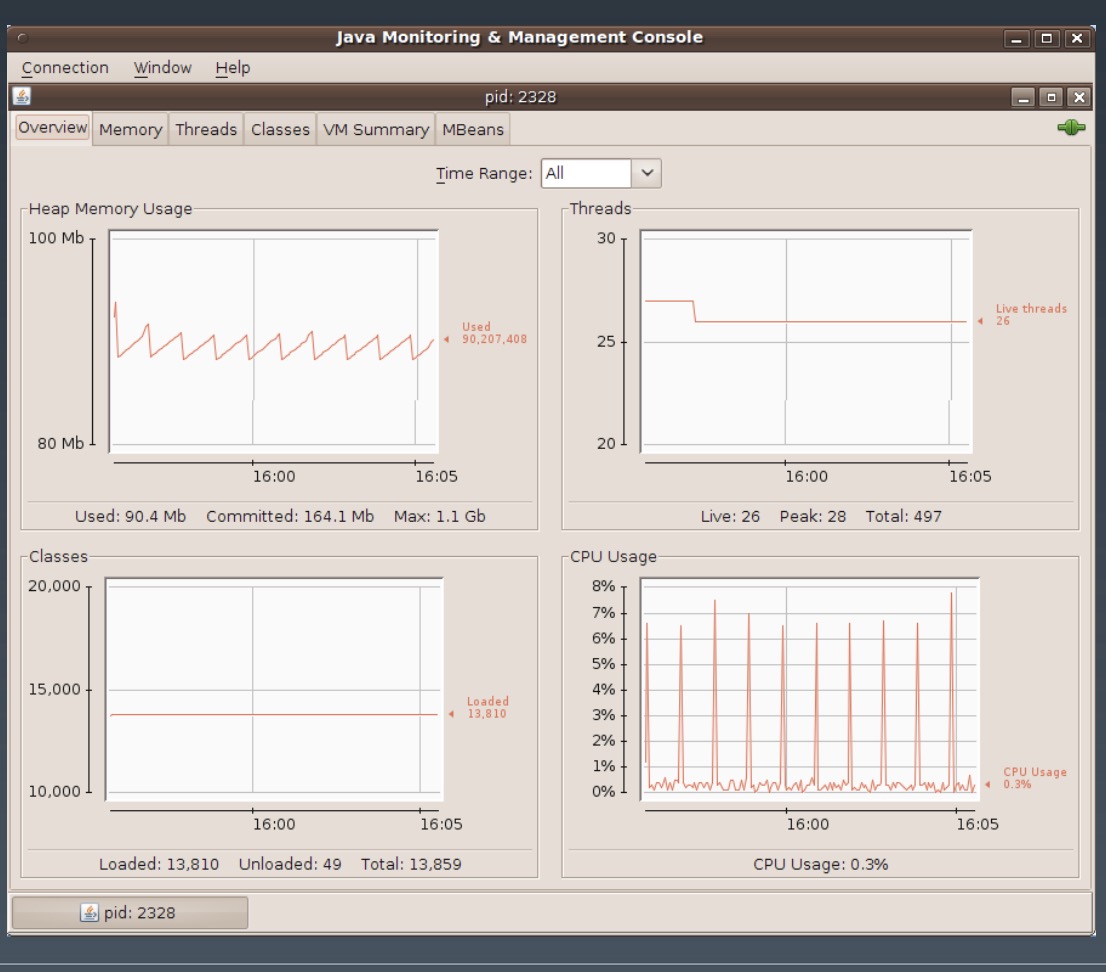 Java Monitoring & Management Console
Connection Window Help
pid: 2328
Overview Memory Threads Classes VM Summary MBeans
Time Range: All
Heap Memory Usage
100 Mb
80 Mb
16:00 16:05
Used
90,207,408
Used: 90.4 Mb Committed: 164.1 Mb Max: 1.1 Gb
Threads
30
25
20
16:00 16:05
Live threads
26
Live: 26 Peak: 28 Total: 497
Classes
20,000
15,000
10,000
16:00 16:05
Loaded
13,810
Loaded: 13,810 Unloaded: 49 Total: 13,859
CPU Usage
8%
7%
6%
5%
4%
3%
2%
1%
0%
16:00 16:05
CPU Usage
0.3%
CPU Usage: 0.3%
pid: 2328